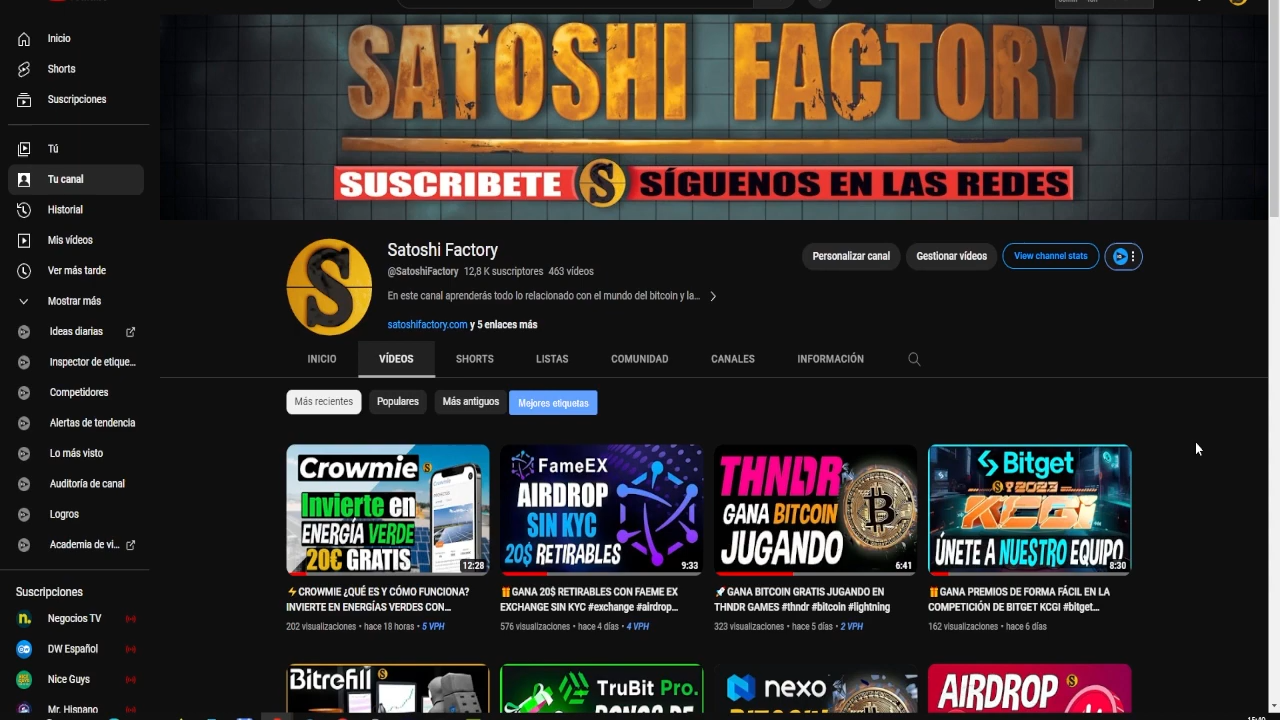 Inicio
Shorts
Suscripciones
Tú
Tu canal
Historial
Mis vídeos
Ver más tarde
Mostrar más
Ideas diarias
Inspector de etique...
Competidores
Alertas de tendencia
Lo más visto
Auditoría de canal
Logros
Academia de vi...
Suscripciones
Negocios TV
DW Español
Nice Guys
Mr. Hispano
SATOSHI FACTORY
SUSCRIBETE S SÍGUENOS EN LAS REDES
Satoshi Factory
@SatoshiFactory 12,8 K suscriptores 463 vídeos
En este canal aprenderás todo lo relacionado con el mundo del bitcoin y la...
satoshifactory.com y 5 enlaces más
Personalizar canal
Gestionar vídeos
View channel stats
INICIO
VÍDEOS
SHORTS
LISTAS
COMUNIDAD
CANALES
INFORMACIÓN
Más recientes
Populares
Más antiguos
Mejores etiquetas
Crowmie
Invierte en
ENERGÍA VERDE
20€ GRATIS
12:28
⚡CROWMIE ¿QUÉ ES Y CÓMO FUNCIONA?
INVIERTE EN ENERGÍAS VERDES CON...
202 visualizaciones • hace 18 horas • 5 VPH
FameEX
AIRDROP
SIN KYC
20$ RETIRABLES
9:33
🎁GANA 20$ RETIRABLES CON FAEME EX
EXCHANGE SIN KYC #exchange #airdrop...
576 visualizaciones • hace 4 días • 4 VPH
THNDR
GANA BITCOIN
JUGANDO
6:41
🚀GANA BITCOIN GRATIS JUGANDO EN
THNDR GAMES #thndr #bitcoin #lightning
323 visualizaciones • hace 5 días • 2 VPH
Bitget
2023
KCGI
ÚNETE A NUESTRO EQUIPO
8:30
🎁GANA PREMIOS DE FORMA FÁCIL EN LA
COMPETICIÓN DE BITGET KCGI #bitget...
162 visualizaciones • hace 6 días
Bitrefill
TruBit Pro.
BONOS DE
nexo
AIRDROP